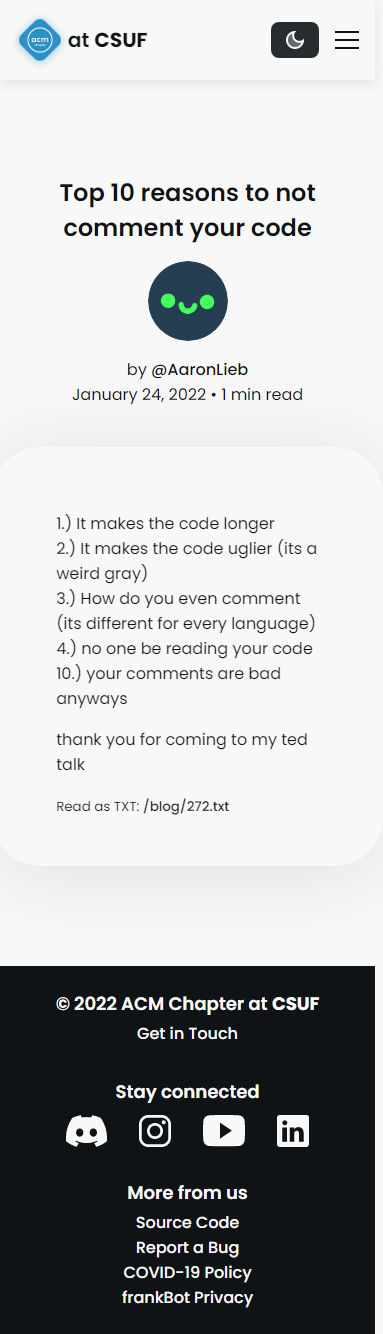 acm at CSUF
Top 10 reasons to not
comment your code
by @AaronLieb
January 24, 2022 • 1 min read
1.) It makes the code longer
2.) It makes the code uglier (its a
weird gray)
3.) How do you even comment
(its different for every language)
4.) no one be reading your code
10.) your comments are bad
anyways
thank you for coming to my ted
talk
Read as TXT: /blog/272.txt
© 2022 ACM Chapter at CSUF
Get in Touch
Stay connected
in
More from us
Source Code
Report a Bug
COVID-19 Policy
frankBot Privacy